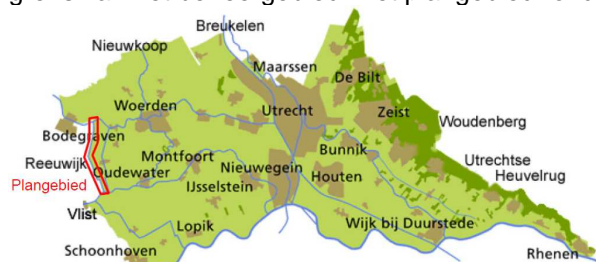 Breukelen
Nieuwkoop
Maarssen
De Bilt
Woerden
Utrecht
Zeist
Woudenberg
Bodegraven
Bunnik
Reeuwijk
Montfoort
Utrechtse
Heuvelrug
Oudewater
Nieuwegein
Houten
Plangebied
IJsselstein
Vlist
Lopik
Wijk bij Duurstede
Schoonhoven
Rhenen